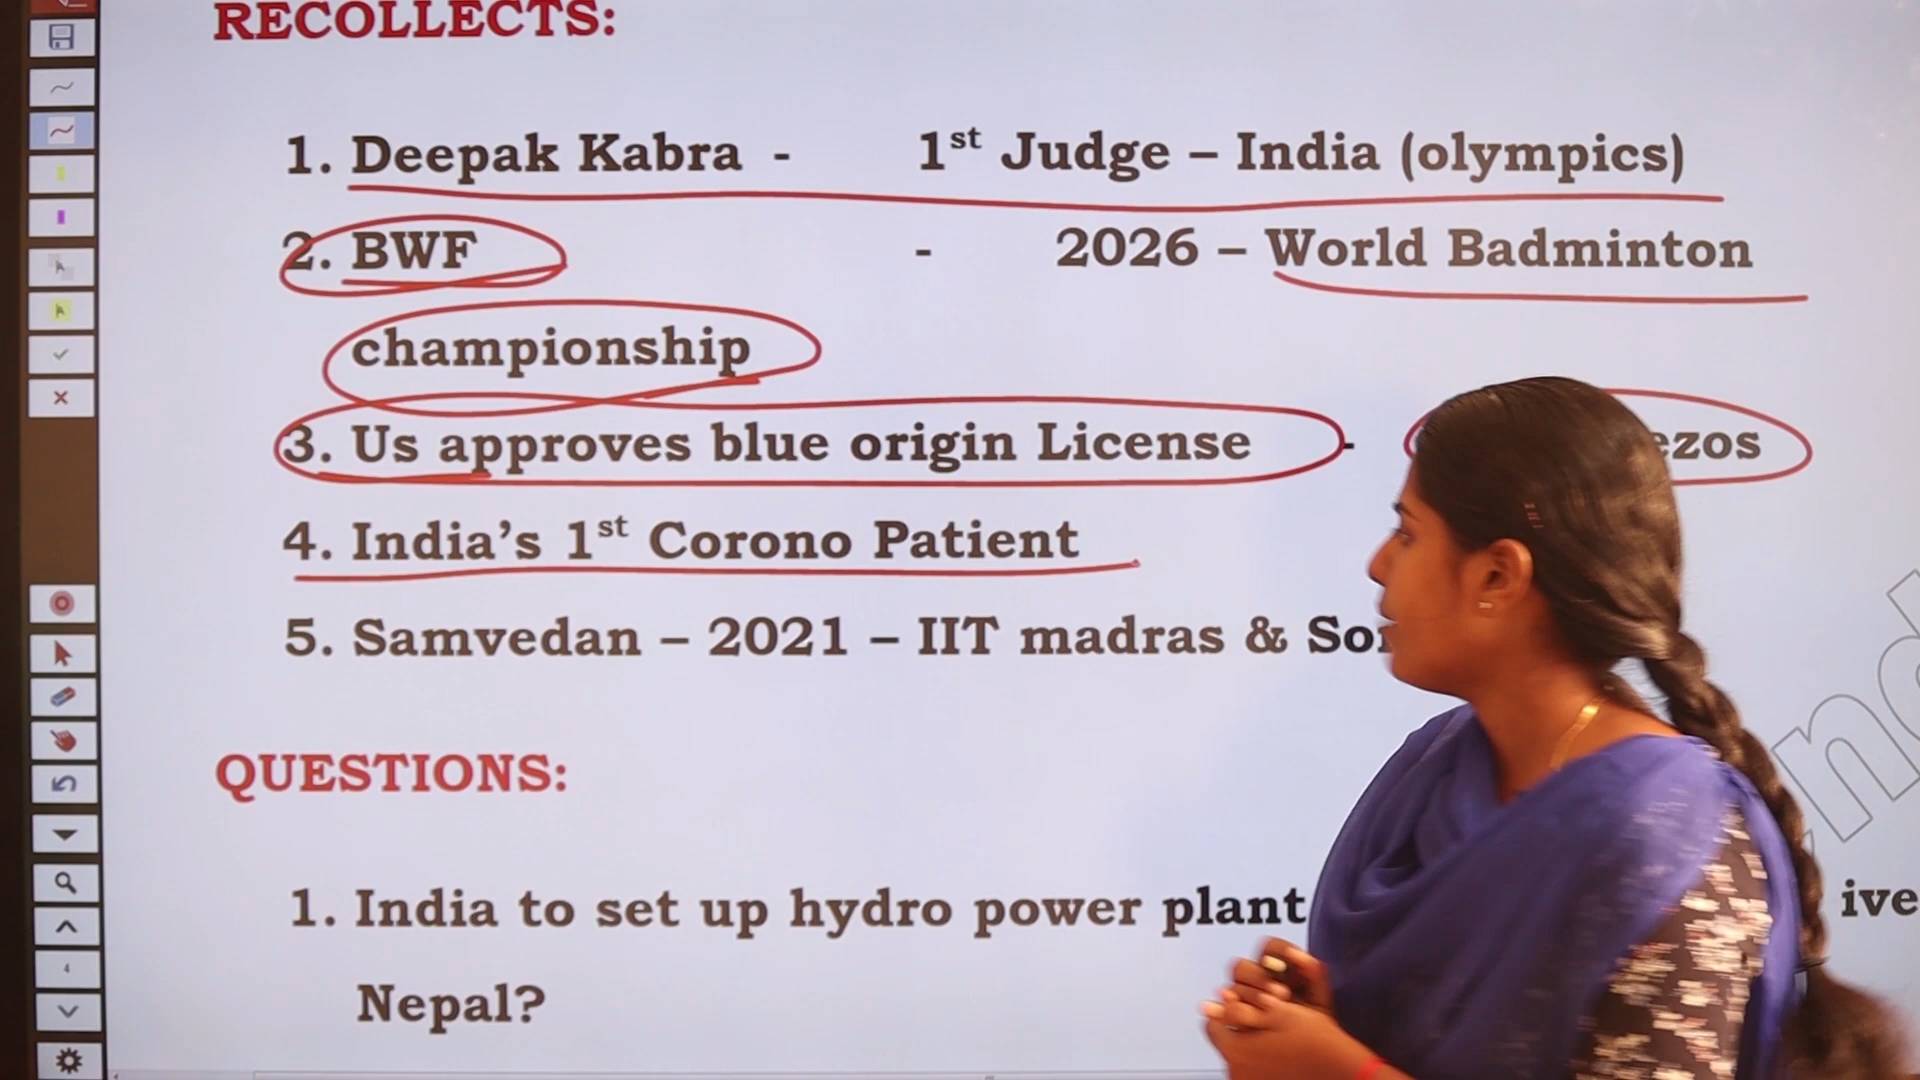 RECOLLECTS:
1. Deepak Kabra - 1st Judge – India (olympics)
2. BWF - 2026 – World Badminton
championship
3. Us approves blue origin License -
4. India’s 1st Corono Patient
5. Samvedan – 2021 – IIT madras &
QUESTIONS:
1. India to set up hydro power plant
Nepal?
4